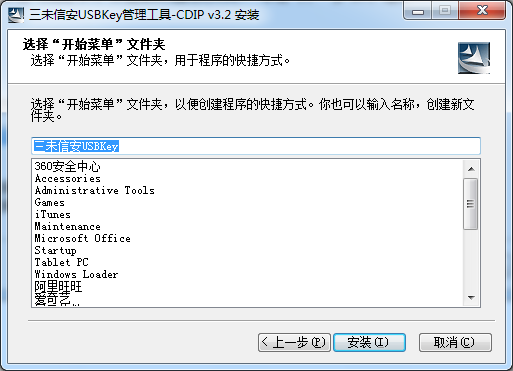 三未信安USBKey管理工具-CDIP v3.2 安装
选择“开始菜单”文件夹
选择“开始菜单”文件夹，用于程序的快捷方式。
选择“开始菜单”文件夹，以便创建程序的快捷方式。你也可以输入名称，创建新文
件夹。
三未信安USBKey
360安全中心
Accessories
Administrative Tools
Games
iTunes
Maintenance
Microsoft Office
Startup
Tablet PC
Windows Loader
阿里旺旺
爱奇艺
< 上一步(P)
安装(I)
取消(C)